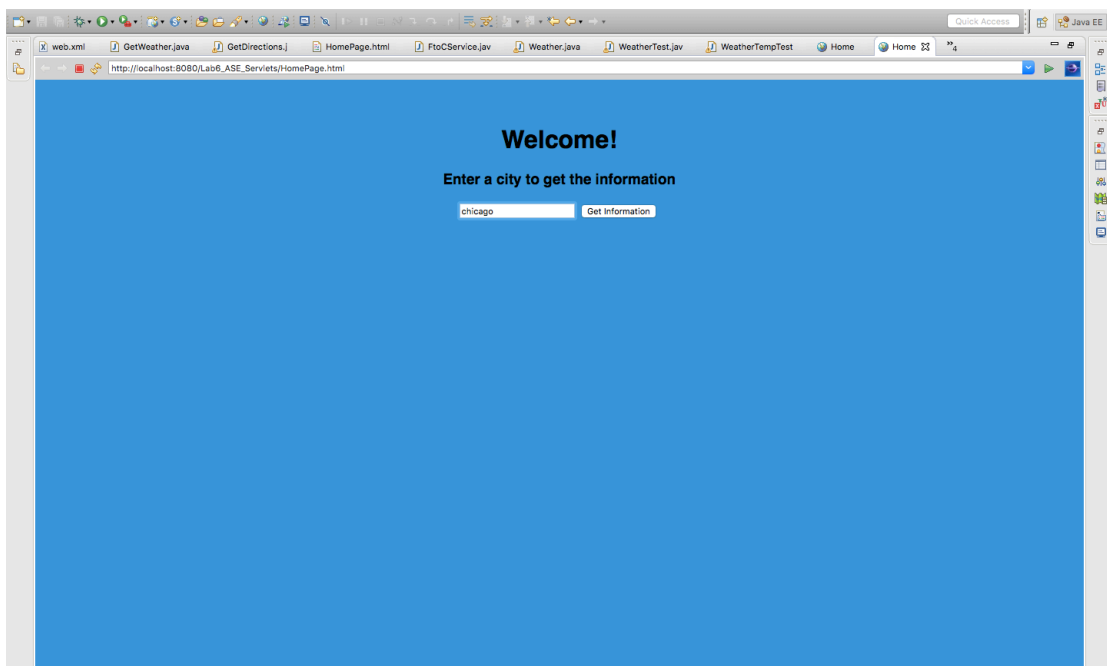 Quick Access
Java EE
web.xml
GetWeather.java
GetDirections.j
HomePage.html
FtoCService.jav
Weather.java
WeatherTest.jav
WeatherTempTest
Home
Home
4
http://localhost:8080/Lab6_ASE_Servlets/HomePage.html
Welcome!
Enter a city to get the information
chicago
Get Information